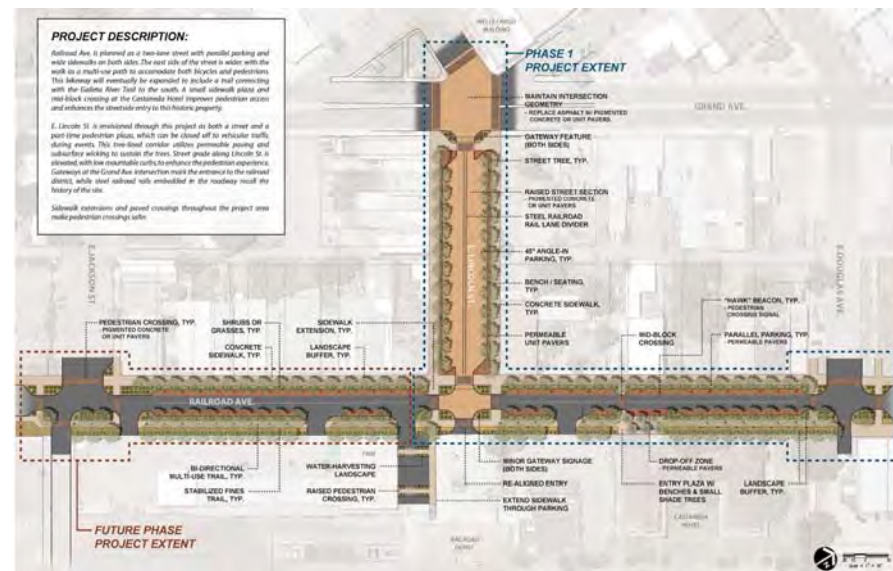 PROJECT DESCRIPTION:
Railroad Ave. is planned as a two-lane street with parallel parking and
wide sidewalks on both sides. The east side of the street is wider, with the
walk as a multi-use path to accomodate both bicycles and pedestrians.
This bikeway will eventually be expanded to include a trail connecting
with the Gallinas River Trail to the south. A small sidewalk plaza and
mid-block crossing at the Castaneda Hotel improves pedestrian access
and enhances the streetside entry to this historic property.
E. Lincoln St. is envisioned through this project as both a street and a
part-time pedestrian plaza, which can be closed off to vehicular traffic
during events. This tree-lined corridor utilizes permeable paving and
subsurface wicking to sustain the trees. Street grade along Lincoln St. is
elevated, with low mountable curbs, to enhance the pedestrian experience.
Gateways at the Grand Ave. intersection mark the entrance to the railroad
district, while steel railroad rails embedded in the roadway recall the
history of the site.
Sidewalk extensions and paved crossings throughout the project area
make pedestrian crossings safer.
WELLS FARGO
BUILDING
PHASE 1
PROJECT EXTENT
MAINTAIN INTERSECTION
GEOMETRY
- REPLACE ASPHALT W/ PIGMENTED
CONCRETE OR UNIT PAVERS
GRAND AVE.
GATEWAY FEATURE
(BOTH SIDES)
STREET TREE, TYP.
RAISED STREET SECTION
- PIGMENTED CONCRETE
OR UNIT PAVERS
STEEL RAILROAD
RAIL LANE DIVIDER
45° ANGLE-IN
PARKING, TYP.
BENCH / SEATING,
TYP.
CONCRETE SIDEWALK,
TYP.
PERMEABLE
UNIT PAVERS
E. LINCOLN ST.
E. JACKSON ST.
E. DOUGLAS AVE.
PEDESTRIAN CROSSING, TYP.
PIGMENTED CONCRETE
OR UNIT PAVERS
SHRUBS OR
GRASSES, TYP.
CONCRETE
SIDEWALK, TYP.
SIDEWALK
EXTENSION, TYP.
LANDSCAPE
BUFFER, TYP.
MID-BLOCK
CROSSING
"HAWK" BEACON, TYP.
- PEDESTRIAN
CROSSING SIGNAL
PARALLEL PARKING, TYP.
- PERMEABLE PAVERS
RAILROAD AVE.
BI-DIRECTIONAL
MULTI-USE TRAIL, TYP.
STABILIZED FINES
TRAIL, TYP.
WATER-HARVESTING
LANDSCAPE
RAISED PEDESTRIAN
CROSSING, TYP.
MINOR GATEWAY SIGNAGE
(BOTH SIDES)
RE-ALIGNED ENTRY
EXTEND SIDEWALK
THROUGH PARKING
DROP-OFF ZONE
- PERMEABLE PAVERS
ENTRY PLAZA W/
BENCHES & SMALL
SHADE TREES
LANDSCAPE
BUFFER, TYP.
CASTANEDA
HOTEL
RAILROAD
DEPOT
FUTURE PHASE
PROJECT EXTENT